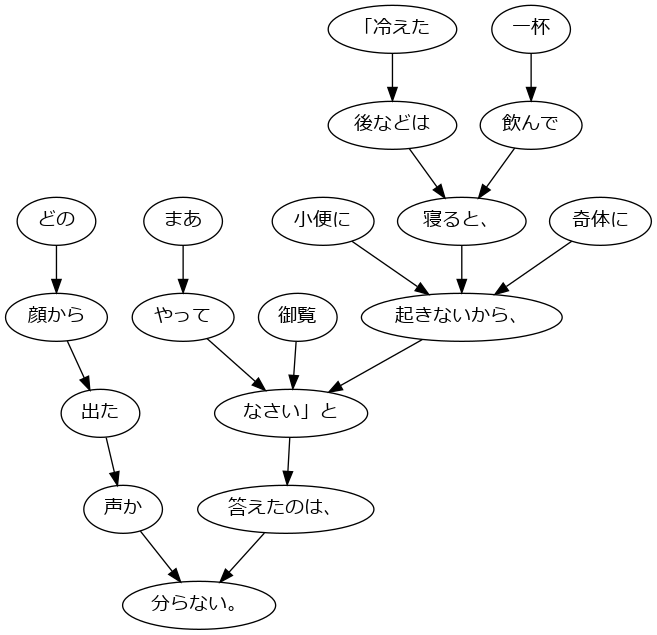 「冷えた
一杯
後などは
飲んで
どの
まあ
小便に
寝ると、
奇体に
顔から
やって
御覧
起きないから、
出た
なさい」と
声か
答えたのは、
分らない。